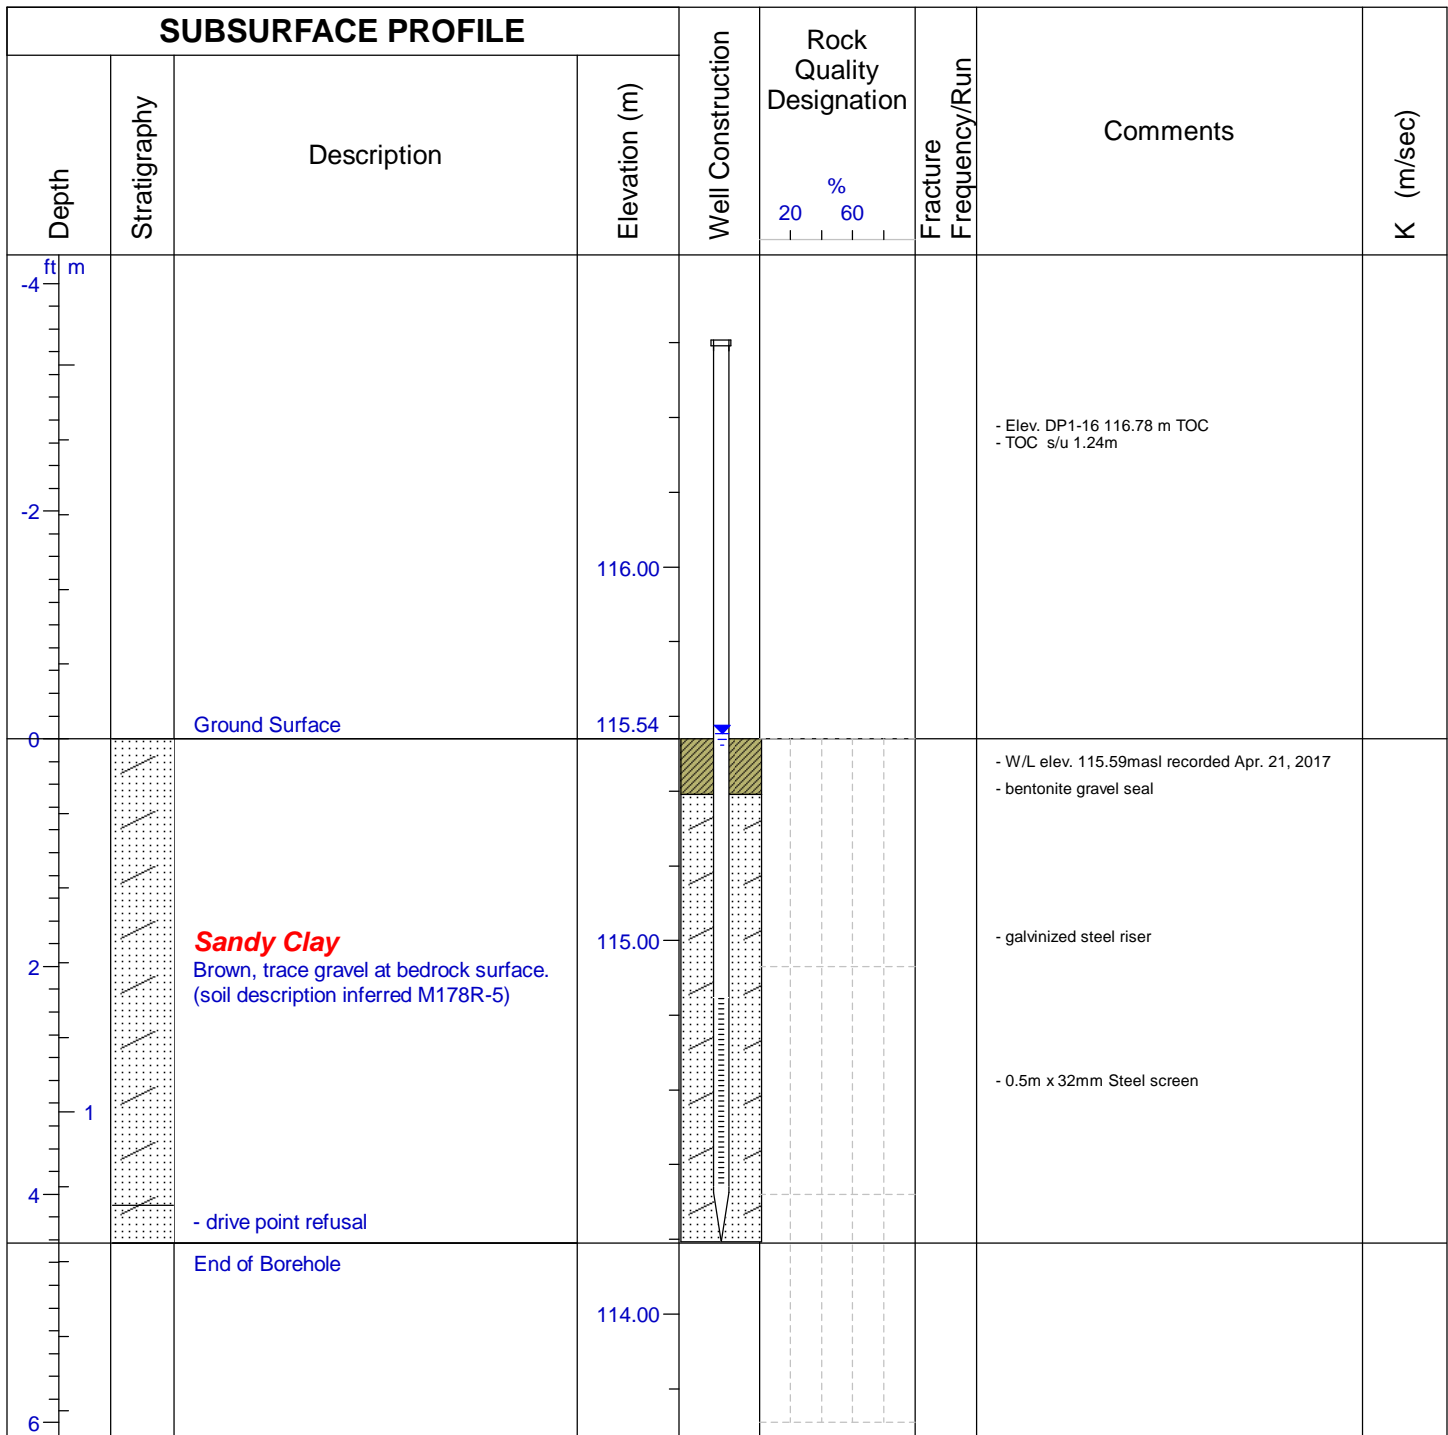 SUBSURFACE PROFILE
Depth
Stratigraphy
Description
Elevation (m)
Well Construction
Rock
Quality
Designation
%
20 60
Fracture
Frequency/Run
Comments
K (m/sec)
ft m
-4
- Elev. DP1-16 116.78 m TOC
- TOC s/u 1.24m
-2
116.00
Ground Surface
115.54
0
- W/L elev. 115.59masl recorded Apr. 21, 2017
- bentonite gravel seal
Sandy Clay
115.00
- galvinized steel riser
2
Brown, trace gravel at bedrock surface.
(soil description inferred M178R-5)
- 0.5m x 32mm Steel screen
1
4
- drive point refusal
End of Borehole
114.00
6